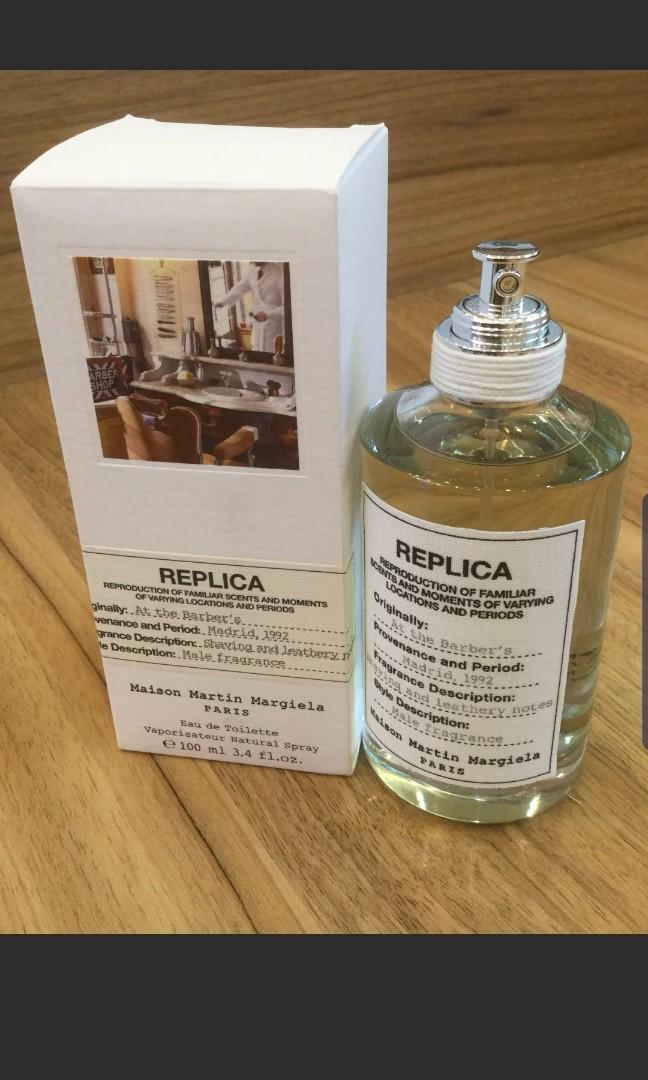 BARBER
SHOP
REPLICA
REPRODUCTION OF FAMILIAR SCENTS AND MOMENTS
OF VARYING LOCATIONS AND PERIODS
ginally: At the Barber's
venance and Period: Madrid, 1992
grance Description: Shaving and leathery n
le Description: Male fragrance
Maison Martin Margiela
PARIS
Eau de Toilette
Vaporisateur Natural Spray
℮ 100 ml 3.4 fl.oz.
REPLICA
REPRODUCTION OF FAMILIAR
SCENTS AND MOMENTS OF VARYING
LOCATIONS AND PERIODS
Originally:
At the Barber's
Provenance and Period:
Madrid, 1992
Fragrance Description:
Shaving and leathery notes
Style Description:
Male fragrance
Maison Martin Margiela
PARIS